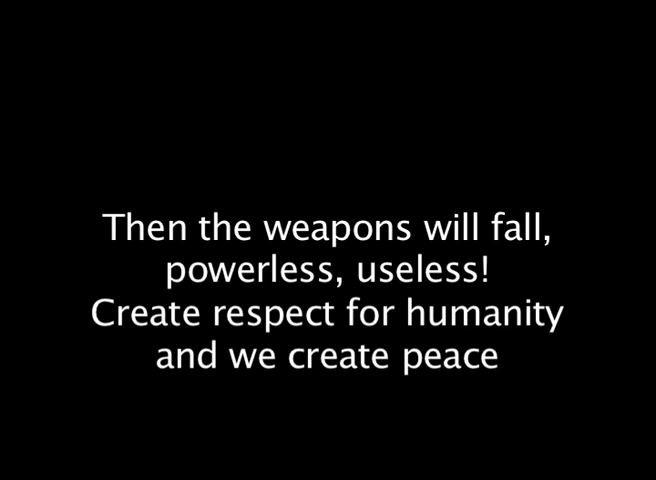 Then the weapons will fall,
powerless, useless!
Create respect for humanity
and we create peace